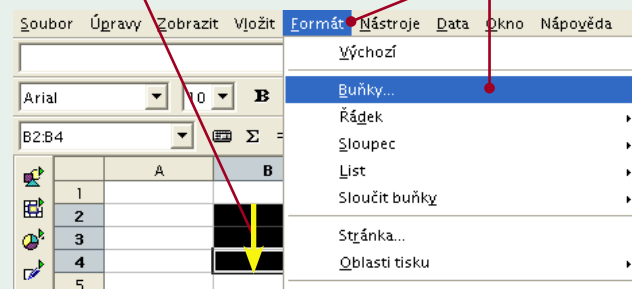 Soubor Úpravy Zobrazit Vložit Formát Nástroje Data Okno Nápověda
Výchozí
Buňky...
Arial 10 B
Řádek
B2:B4 Σ =
Sloupec
A B
List
1
Sloučit buňky
2
3
Stránka...
4
Oblasti tisku
5